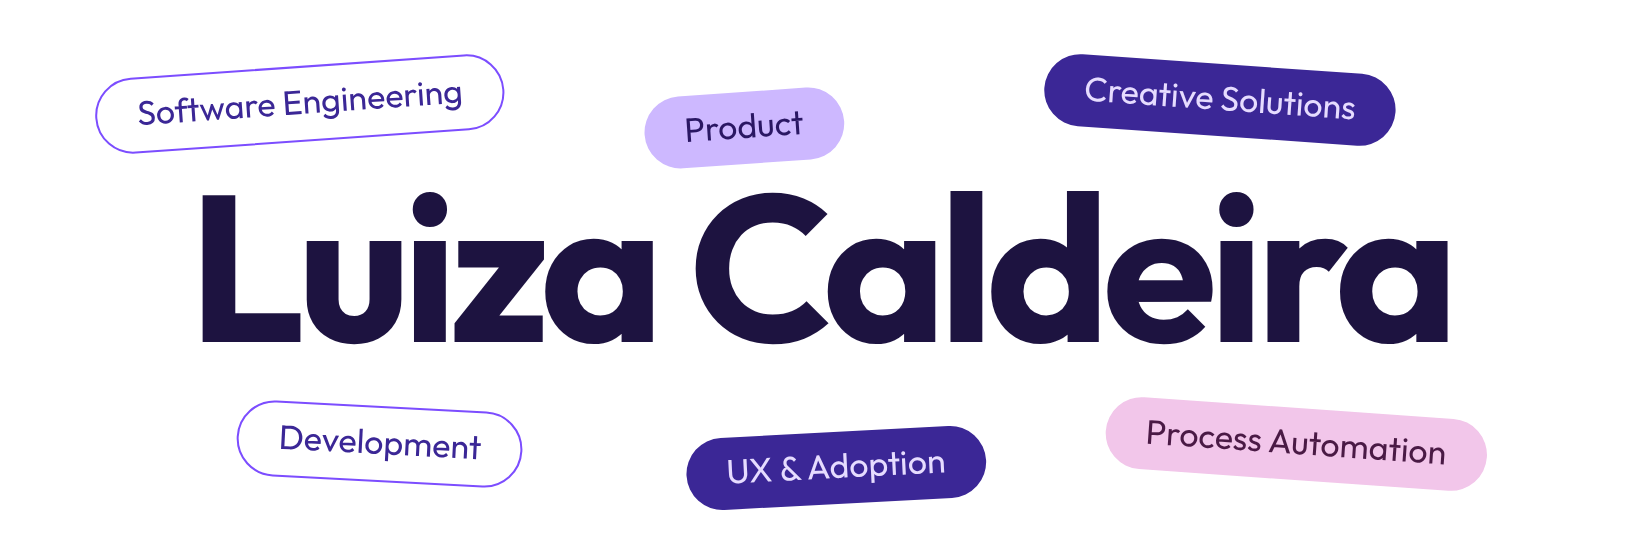 Software Engineering
Product
Creative Solutions
Luiza Caldeira
Development
UX & Adoption
Process Automation